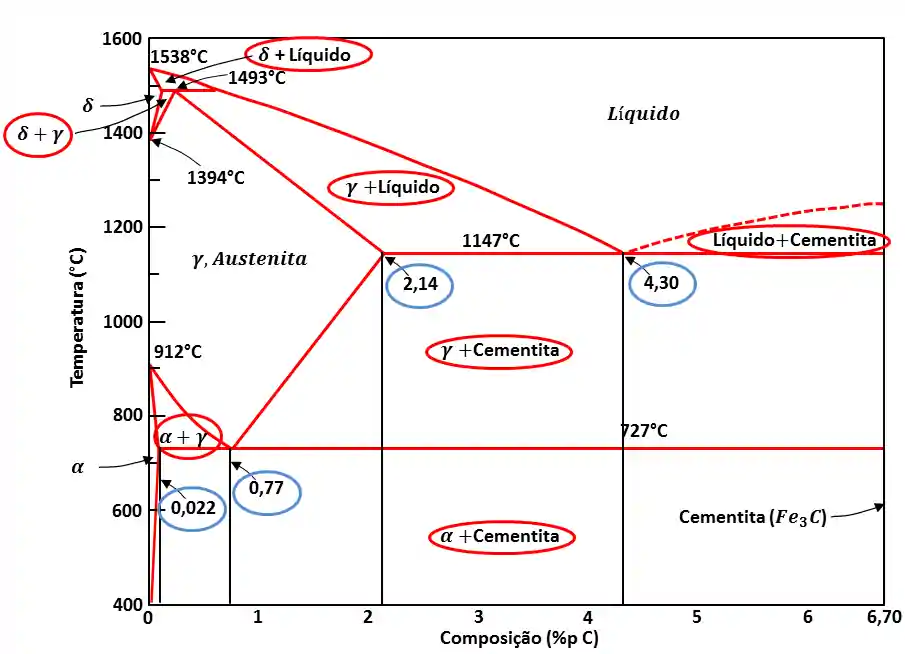 1600
δ + Líquido
1538°C
1493°C
δ
Líquido
δ + γ
1400
1394°C
γ +Líquido
1200
Líquido+Cementita
1147°C
γ, Austenita
2,14
4,30
Temperatura (°C)
1000
912°C
γ +Cementita
800
α + γ
727°C
α
0,77
0,022
600
Cementita (Fe₃C)
α +Cementita
400
0
1
2
3
4
5
6
6,70
Composição (%p C)